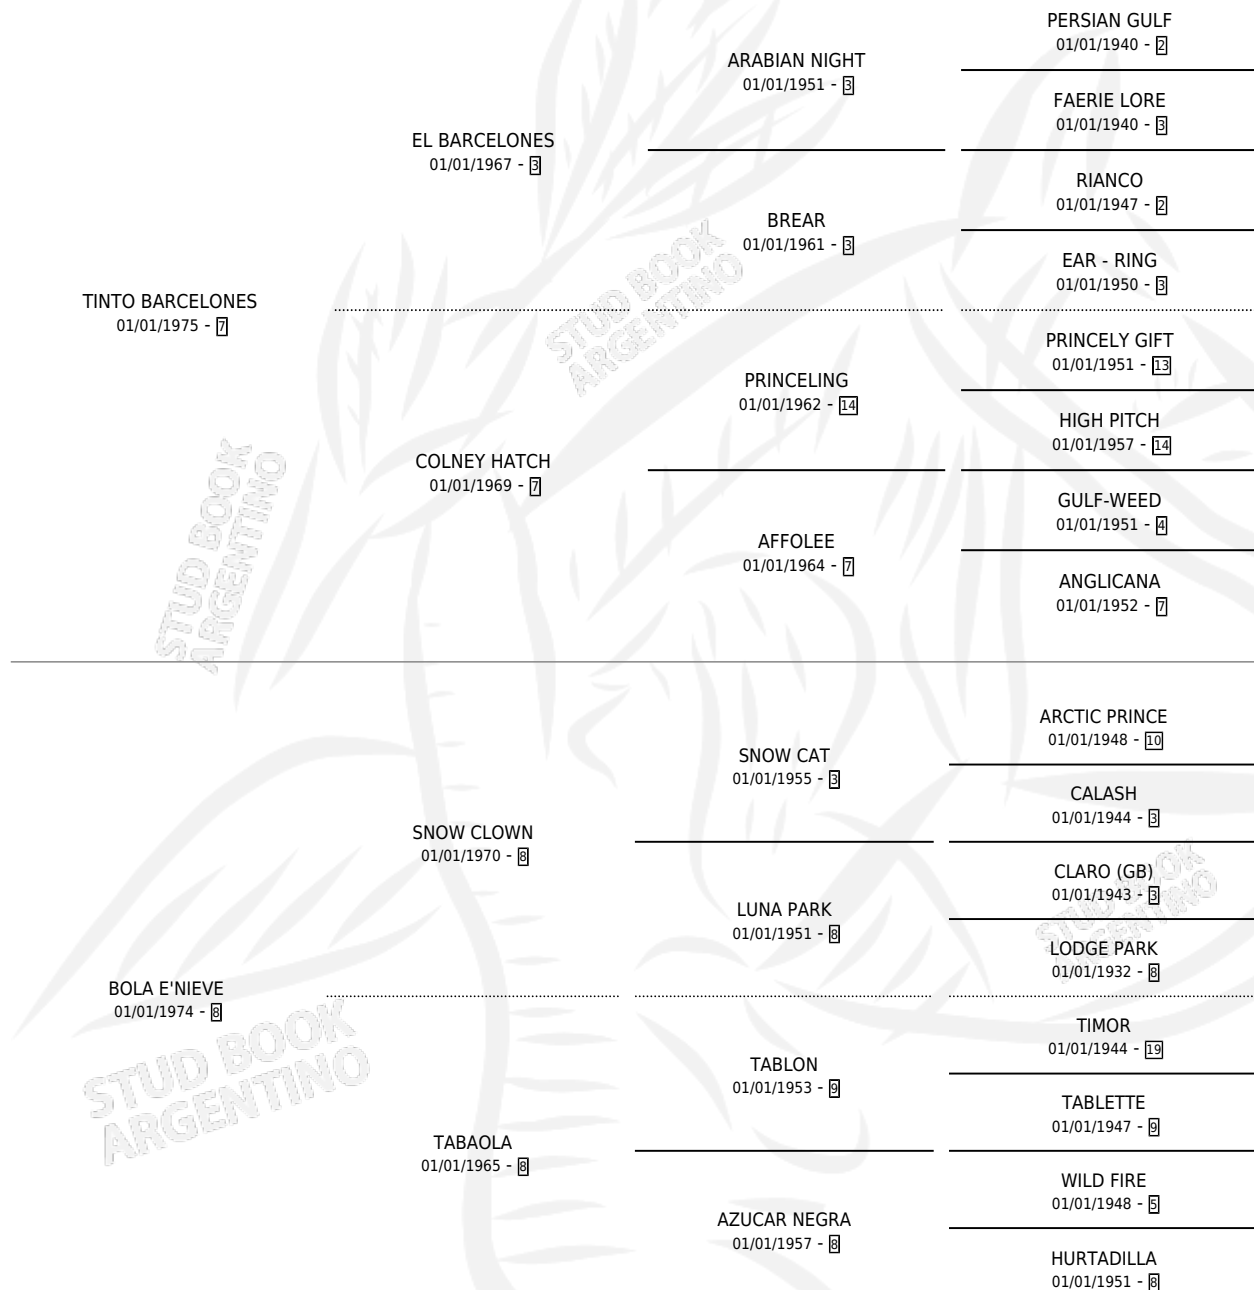 PERSIAN GULF
01/01/1940 - 2
ARABIAN NIGHT
01/01/1951 - 3
FAERIE LORE
01/01/1940 - 3
EL BARCELONES
01/01/1967 - 3
RIANCO
01/01/1947 - 2
BREAR
01/01/1961 - 3
EAR - RING
01/01/1950 - 3
TINTO BARCELONES
01/01/1975 - 7
PRINCELY GIFT
01/01/1951 - 13
PRINCELING
01/01/1962 - 14
HIGH PITCH
01/01/1957 - 14
COLNEY HATCH
01/01/1969 - 7
GULF-WEED
01/01/1951 - 4
AFFOLEE
01/01/1964 - 7
ANGLICANA
01/01/1952 - 7
ARCTIC PRINCE
01/01/1948 - 10
SNOW CAT
01/01/1955 - 3
CALASH
01/01/1944 - 3
SNOW CLOWN
01/01/1970 - 8
CLARO (GB)
01/01/1943 - 3
LUNA PARK
01/01/1951 - 8
LODGE PARK
01/01/1932 - 8
BOLA E'NIEVE
01/01/1974 - 8
TIMOR
01/01/1944 - 19
TABLON
01/01/1953 - 9
TABLETTE
01/01/1947 - 9
TABAOLA
01/01/1965 - 8
WILD FIRE
01/01/1948 - 5
AZUCAR NEGRA
01/01/1957 - 8
HURTADILLA
01/01/1951 - 8
STUD BOOK
ARGENTINO
STUD BOOK
ARGENTINO
STUD BOOK
ARGENTINO
STUD BOOK
ARGENTINO